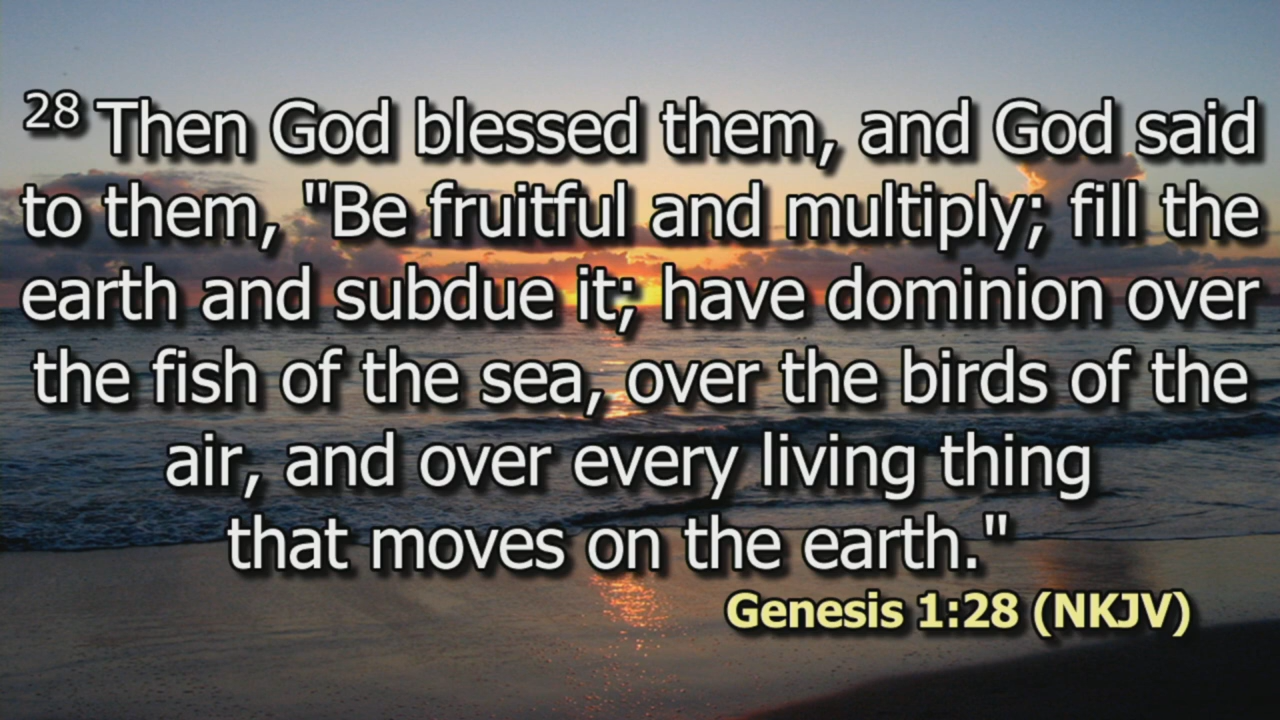 28 Then God blessed them, and God said
to them, "Be fruitful and multiply; fill the
earth and subdue it; have dominion over
the fish of the sea, over the birds of the
air, and over every living thing
that moves on the earth."
Genesis 1:28 (NKJV)